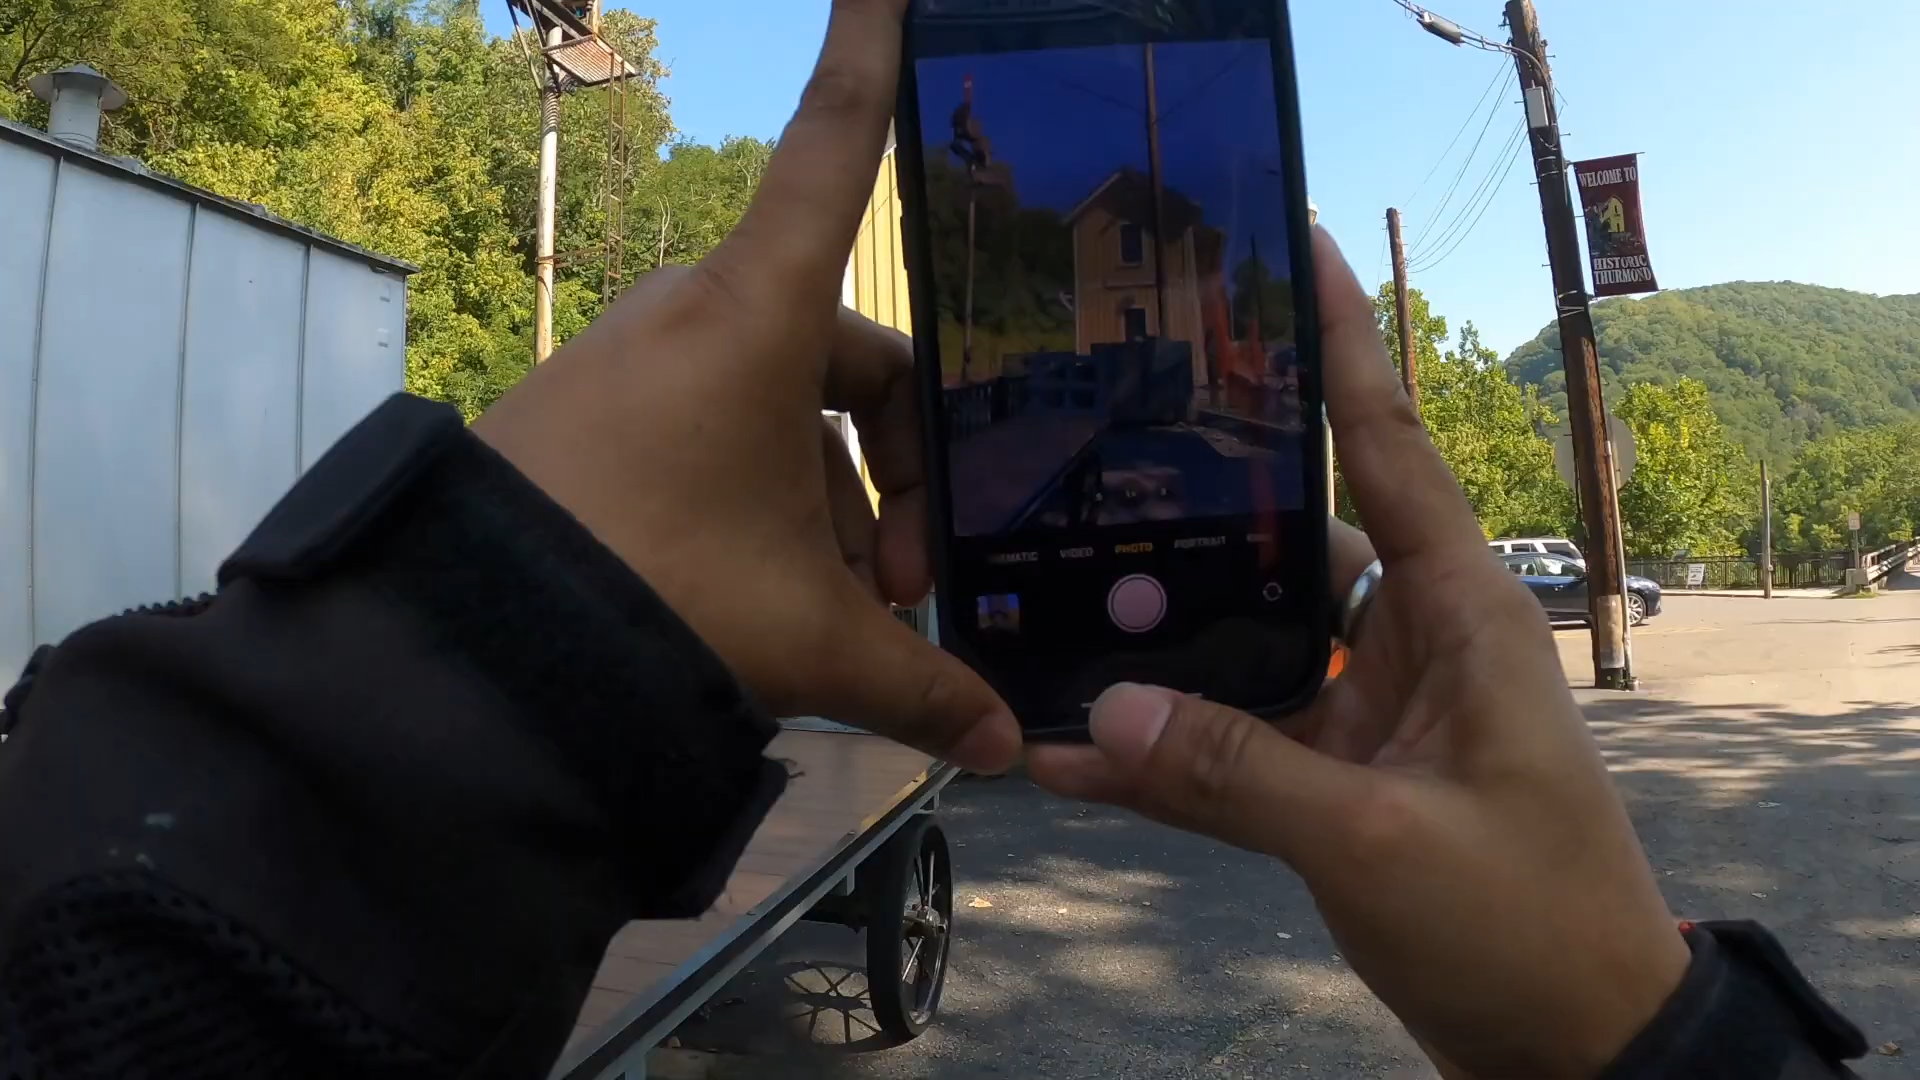 WELCOME TO
HISTORIC
THURMOND
VIDEO
PHOTO
PORTRAIT